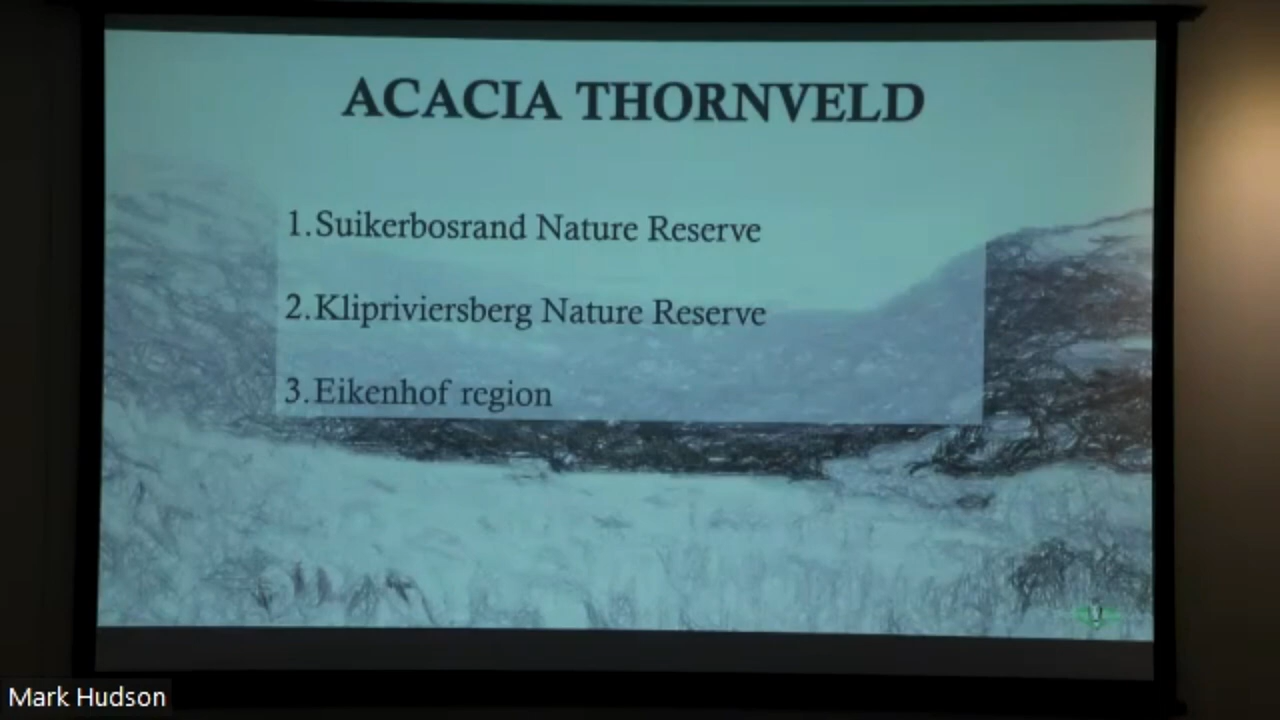 ACACIA THORNVELD
1. Suikerbosrand Nature Reserve
2. Klipriviersberg Nature Reserve
3. Eikenhof region
Mark Hudson